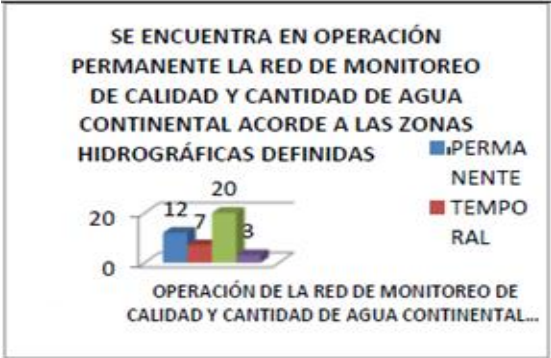 SE ENCUENTRA EN OPERACIÓN
PERMANENTE LA RED DE MONITOREO
DE CALIDAD Y CANTIDAD DE AGUA
CONTINENTAL ACORDE A LAS ZONAS
HIDROGRÁFICAS DEFINIDAS
PERMA
NENTE
TEMPO
RAL
20
12
7
20
3
0
OPERACIÓN DE LA RED DE MONITOREO DE
CALIDAD Y CANTIDAD DE AGUA CONTINENTAL...